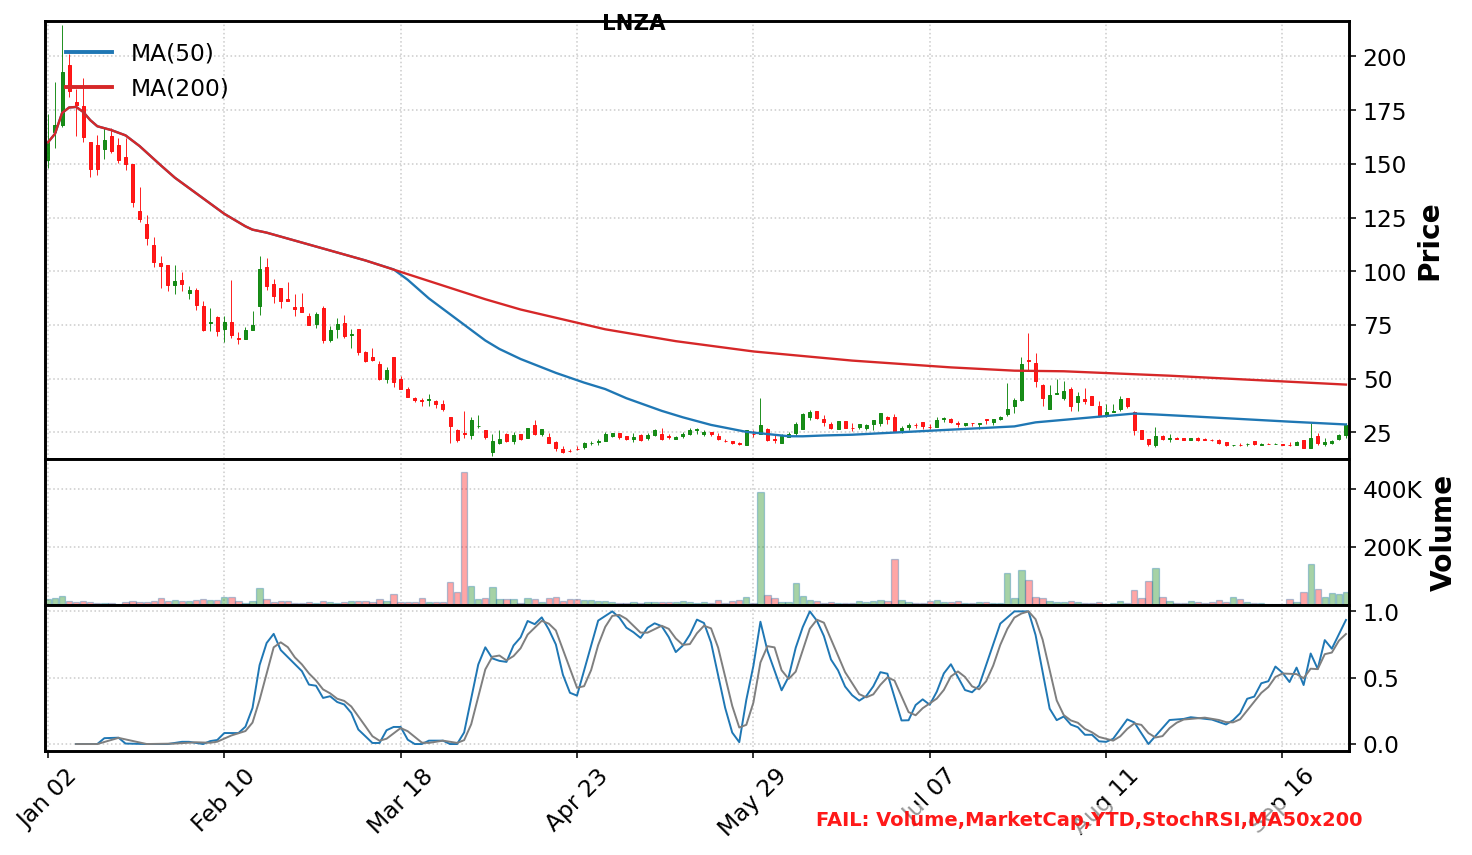 LNZA
MA(50)
MA(200)
200
175
150
125
100
75
50
25
Price
400K
200K
Volume
1.0
0.5
0.0
Jan 02
Feb 10
Mar 18
Apr 23
May 29
Jul 07
Aug 11
Sep 16
FAIL: Volume,MarketCap,YTD,StochRSI,MA50x200